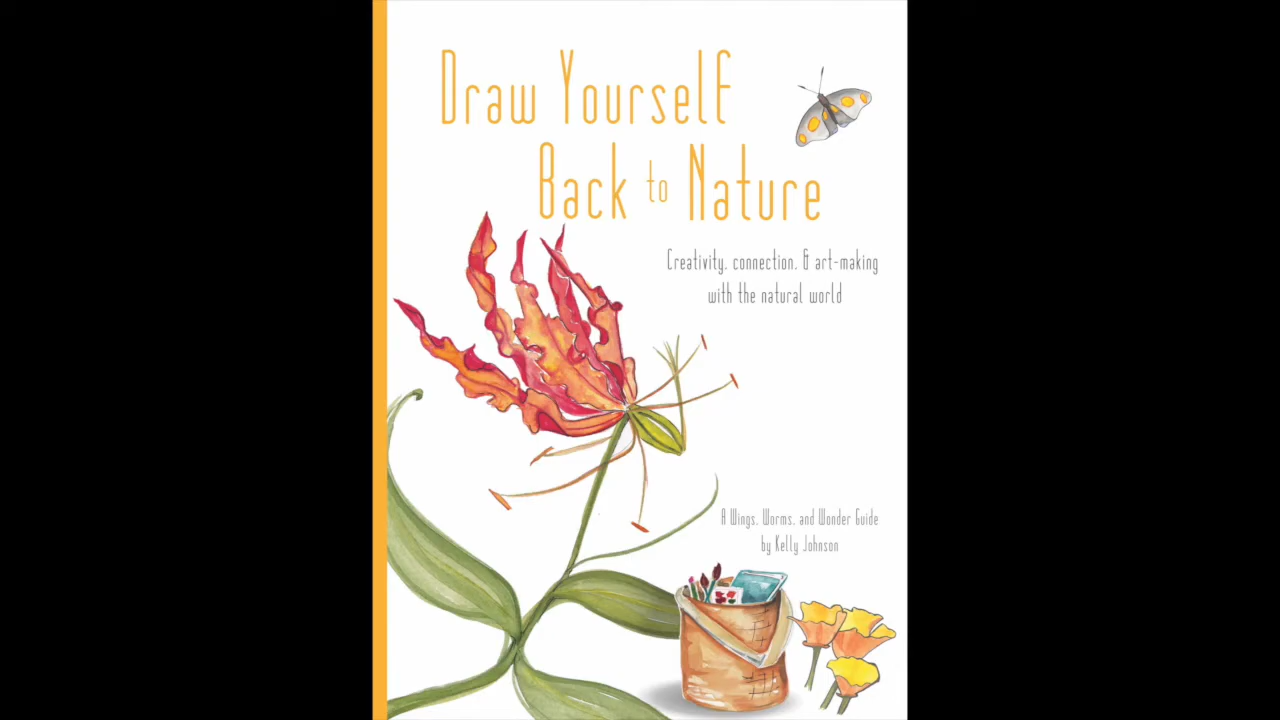 Draw Yourself
Back to Nature
Creativity, connection, & art-making
with the natural world
A Wings, Worms, and Wonder Guide
by Kelly Johnson